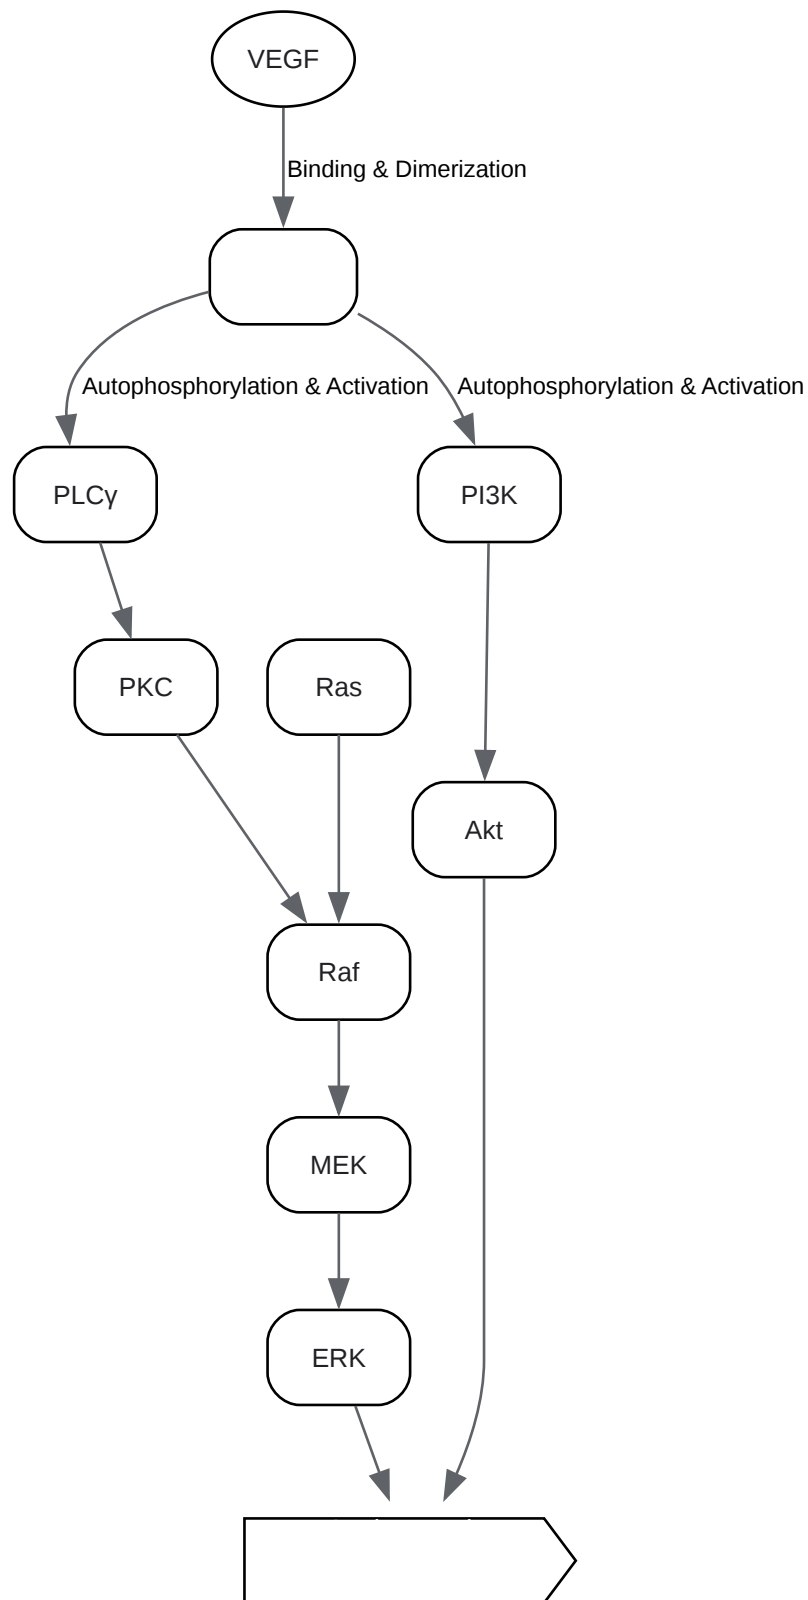 VEGF
Binding & Dimerization
Autophosphorylation & Activation
Autophosphorylation & Activation
PLCγ
PI3K
PKC
Ras
Akt
Raf
MEK
ERK